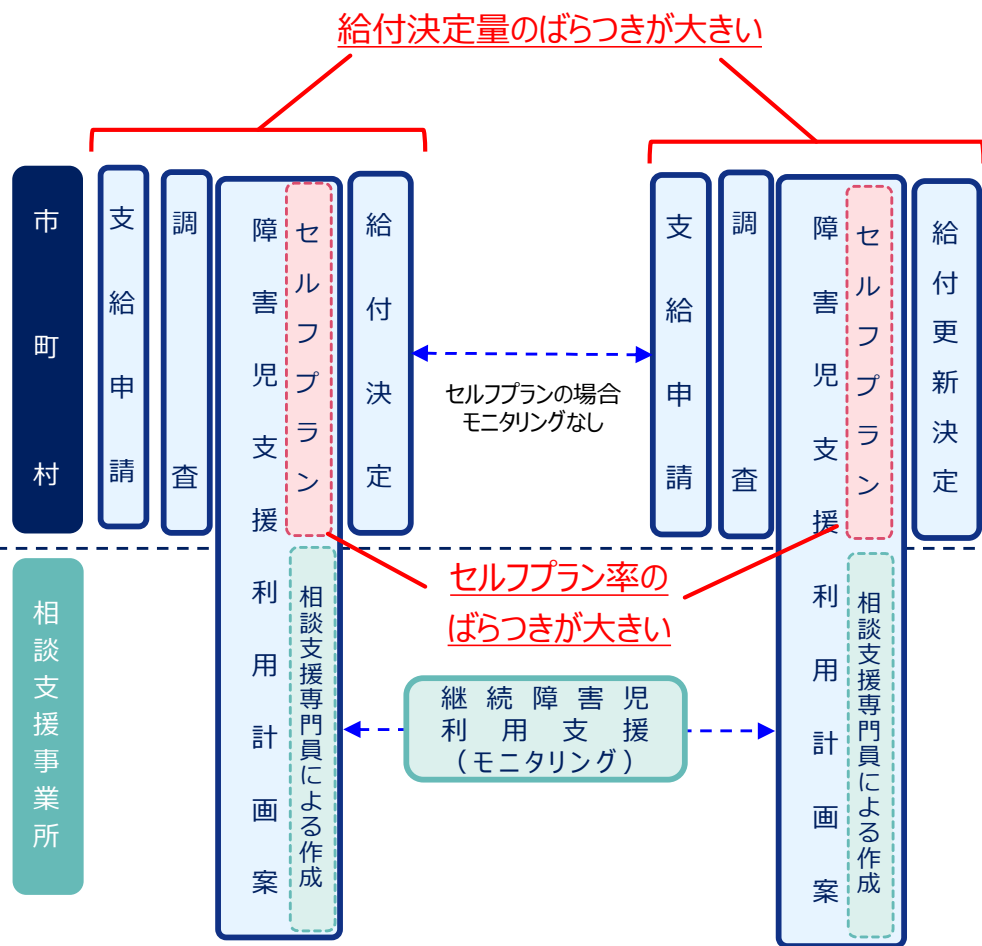 給付決定量のばらつきが大きい
市町村
支給申請
調査
障害児支援利用計画案
セルフプラン
相談支援専門員による作成
給付決定
セルフプランの場合
モニタリングなし
支給申請
調査
障害児支援利用計画案
セルフプラン
相談支援専門員による作成
給付更新決定
セルフプラン率の
ばらつきが大きい
相談支援事業所
継続障害児
利用支援
(モニタリング)